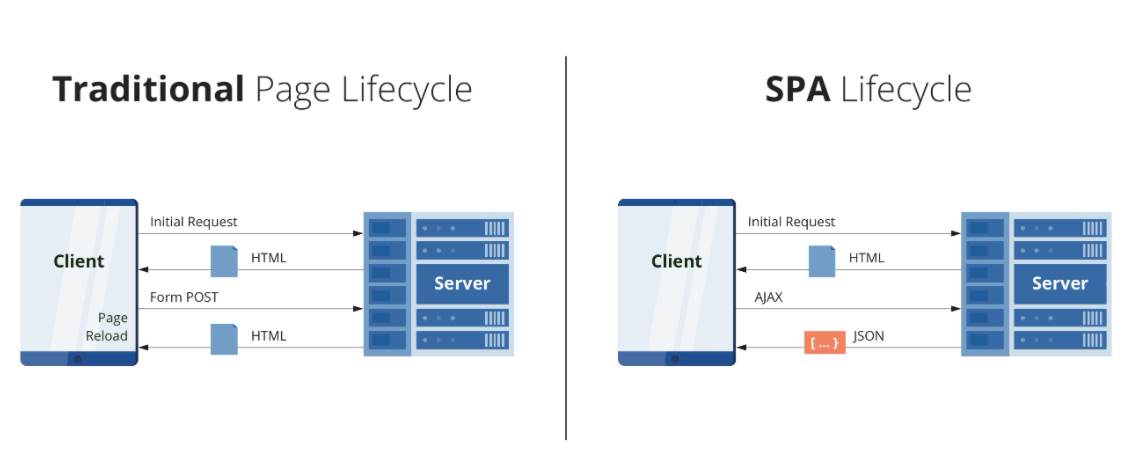 Traditional Page Lifecycle
Initial Request
Client
HTML
Server
Form POST
Page
Reload
HTML
SPA Lifecycle
Initial Request
Client
HTML
Server
AJAX
[ ... }
JSON